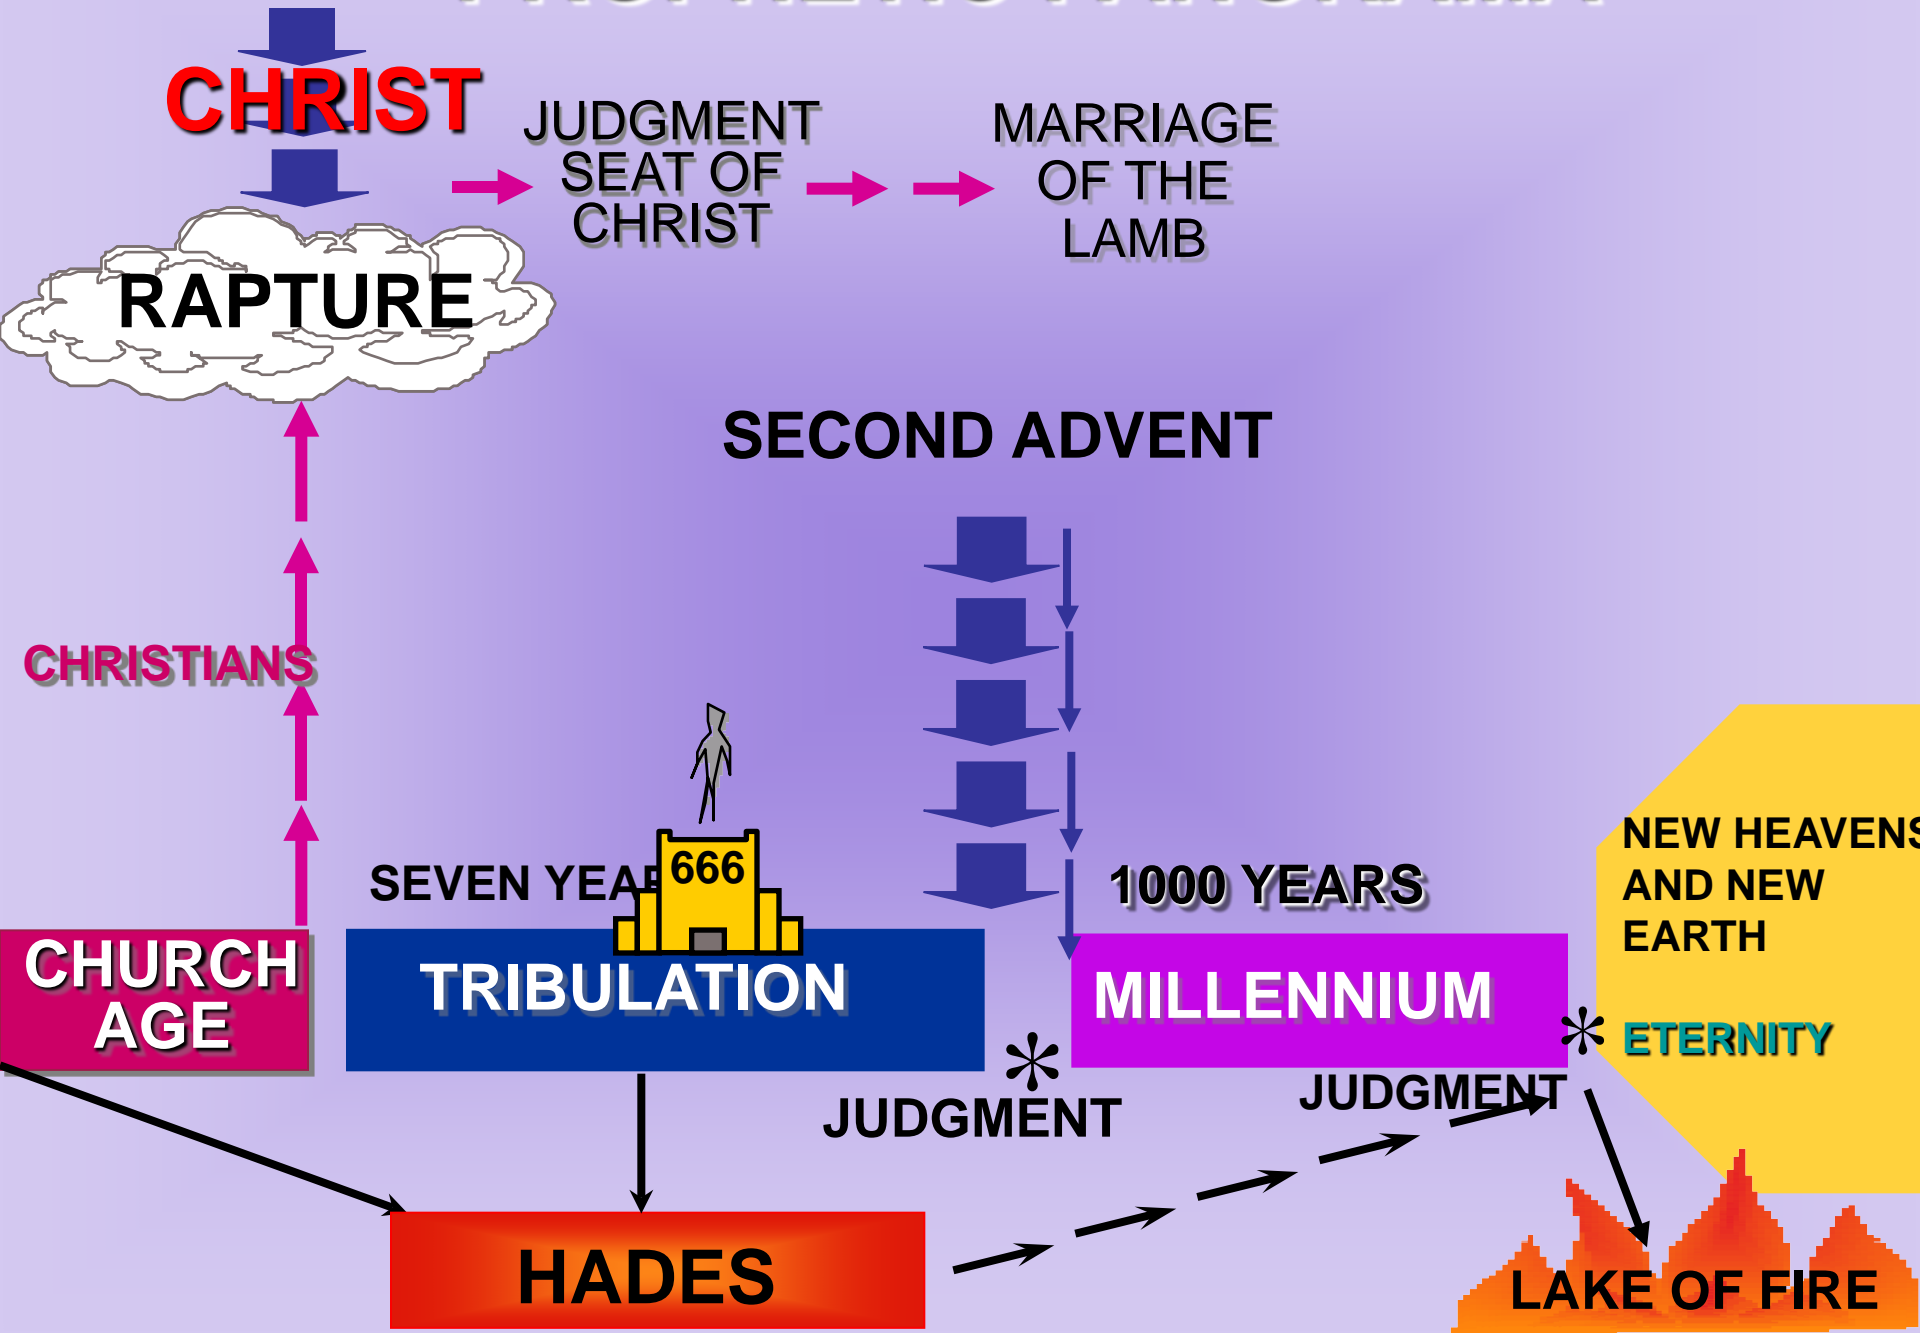 CHRIST
JUDGMENT
SEAT OF
CHRIST
MARRIAGE
OF THE
LAMB
RAPTURE
SECOND ADVENT
CHRISTIANS
SEVEN
666
1000 YEARS
NEW HEAVENS
AND NEW
EARTH
ETERNITY
CHURCH
AGE
TRIBULATION
MILLENNIUM
JUDGMENT
JUDGMENT
HADES
LAKE OF FIRE